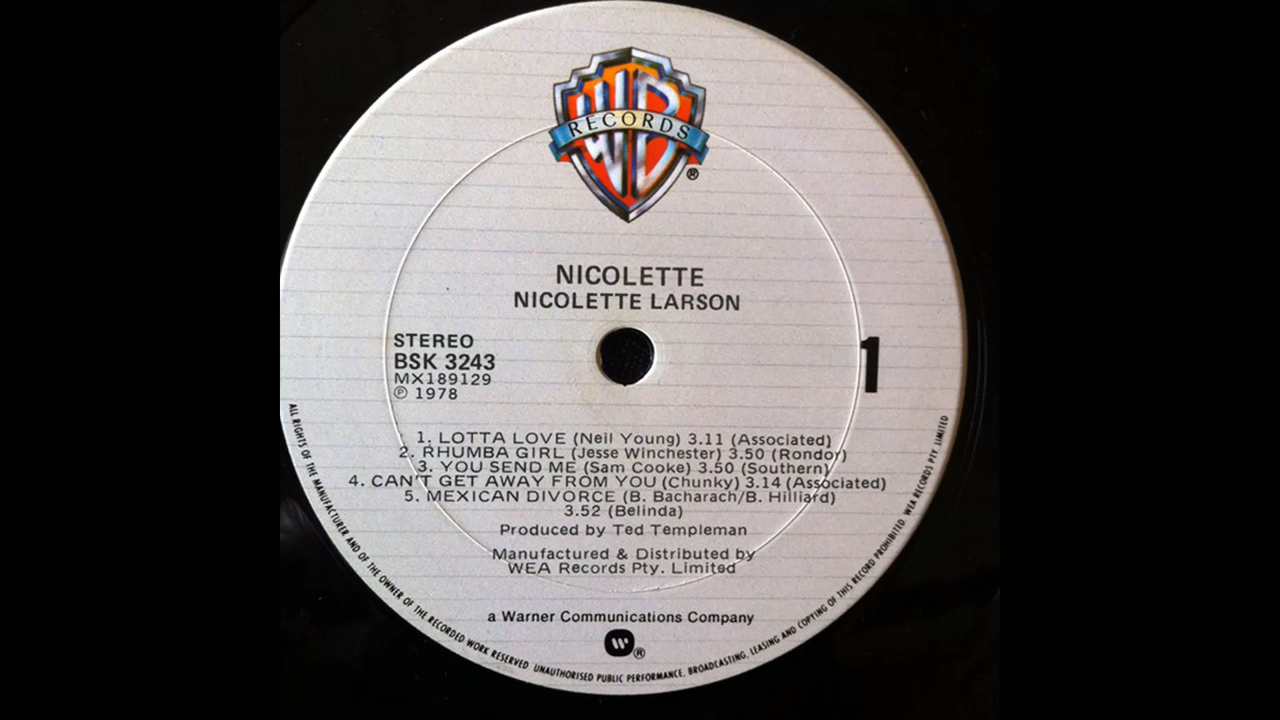 WB
RECORDS
®
NICOLETTE
NICOLETTE LARSON
STEREO
BSK 3243
MX189129
℗ 1978
1
1. LOTTA LOVE (Neil Young) 3.11 (Associated)
2. RHUMBA GIRL (Jesse Winchester) 3.50 (Rondor)
3. YOU SEND ME (Sam Cooke) 3.50 (Southern)
4. CAN'T GET AWAY FROM YOU (Chunky) 3.14 (Associated)
5. MEXICAN DIVORCE (B. Bacharach/B. Hilliard)
3.52 (Belinda)
Produced by Ted Templeman
Manufactured & Distributed by
WEA Records Pty. Limited
a Warner Communications Company
W ®
ALL RIGHTS OF THE MANUFACTURER AND OF THE OWNER OF THE RECORDED WORK RESERVED. UNAUTHORISED PUBLIC PERFORMANCE, BROADCASTING, LEASING AND COPYING OF THIS RECORD PROHIBITED. WEA RECORDS PTY. LIMITED